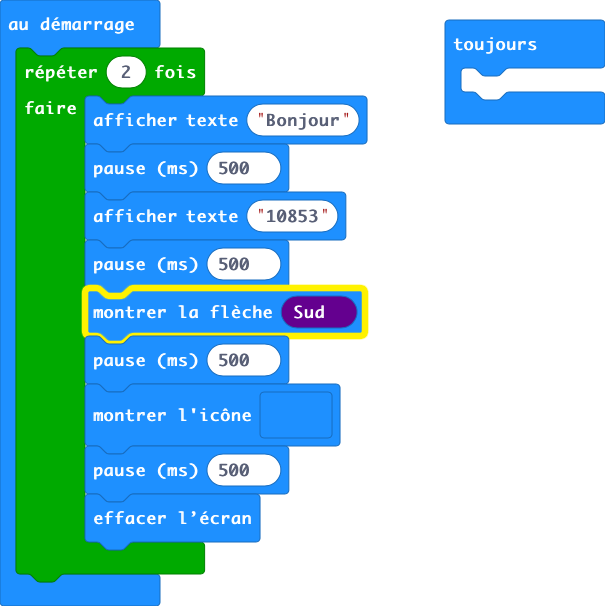 au démarrage
répéter 2 fois
faire
afficher texte "Bonjour"
pause (ms) 500
afficher texte "10853"
pause (ms) 500
montrer la flèche Sud
pause (ms) 500
montrer l'icône
pause (ms) 500
effacer l’écran
toujours